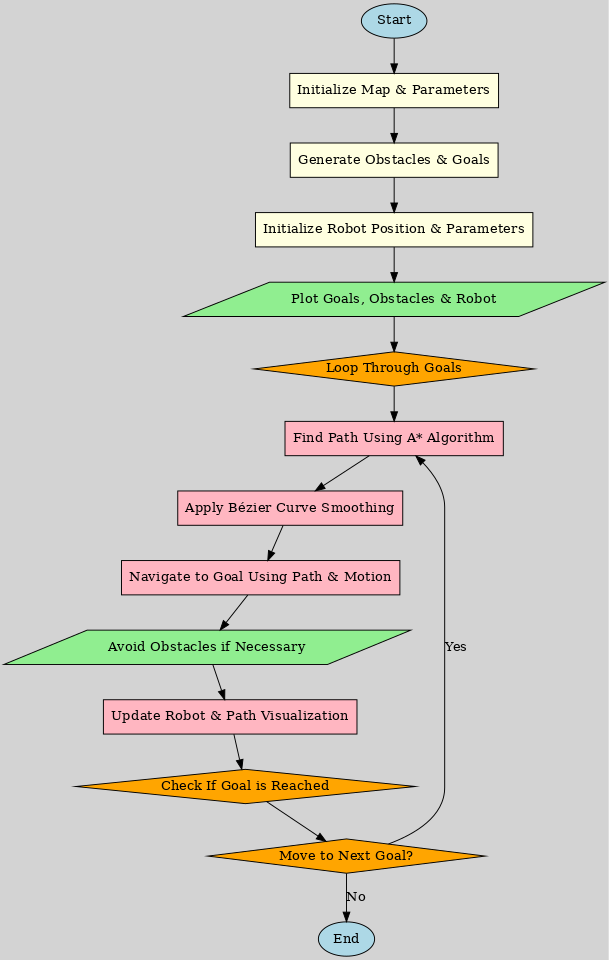 Start
Initialize Map & Parameters
Generate Obstacles & Goals
Initialize Robot Position & Parameters
Plot Goals, Obstacles & Robot
Loop Through Goals
Find Path Using A* Algorithm
Apply Bézier Curve Smoothing
Navigate to Goal Using Path & Motion
Avoid Obstacles if Necessary
Yes
Update Robot & Path Visualization
Check If Goal is Reached
Move to Next Goal?
No
End